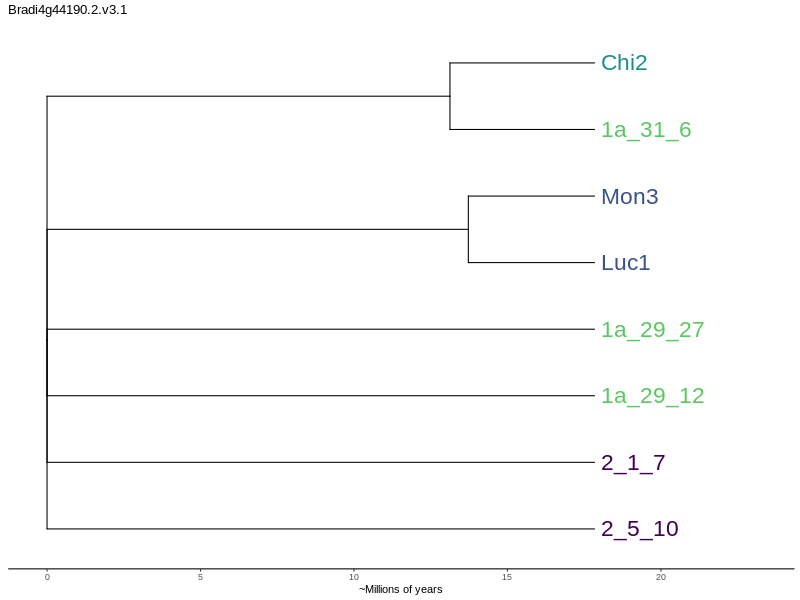 Bradi4g44190.2.v3.1
Chi2
1a_31_6
Mon3
Luc1
1a_29_27
1a_29_12
2_1_7
2_5_10
0 5 10 15 20
~Millions of years